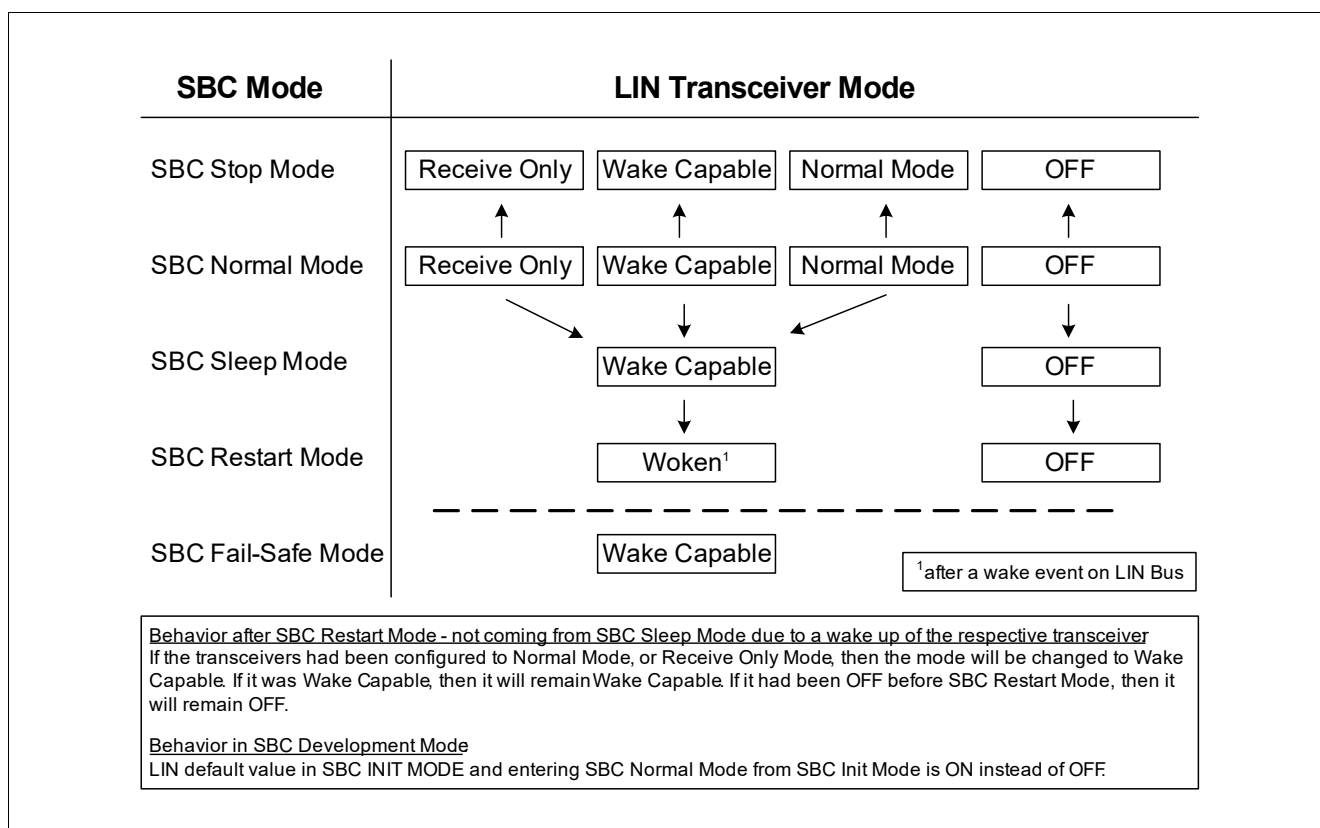 SBC Mode LIN Transceiver Mode
SBC Stop Mode Receive Only Wake Capable Normal Mode OFF
SBC Normal Mode Receive Only Wake Capable Normal Mode OFF
SBC Sleep Mode Wake Capable OFF
SBC Restart Mode Woken¹ OFF
SBC Fail-Safe Mode Wake Capable
¹after a wake event on LIN Bus
Behavior after SBC Restart Mode - not coming from SBC Sleep Mode due to a wake up of the respective transceiver
If the transceivers had been configured to Normal Mode, or Receive Only Mode, then the mode will be changed to Wake
Capable. If it was Wake Capable, then it will remain Wake Capable. If it had been OFF before SBC Restart Mode, then it
will remain OFF.
Behavior in SBC Development Mode
LIN default value in SBC INIT MODE and entering SBC Normal Mode from SBC Init Mode is ON instead of OFF.